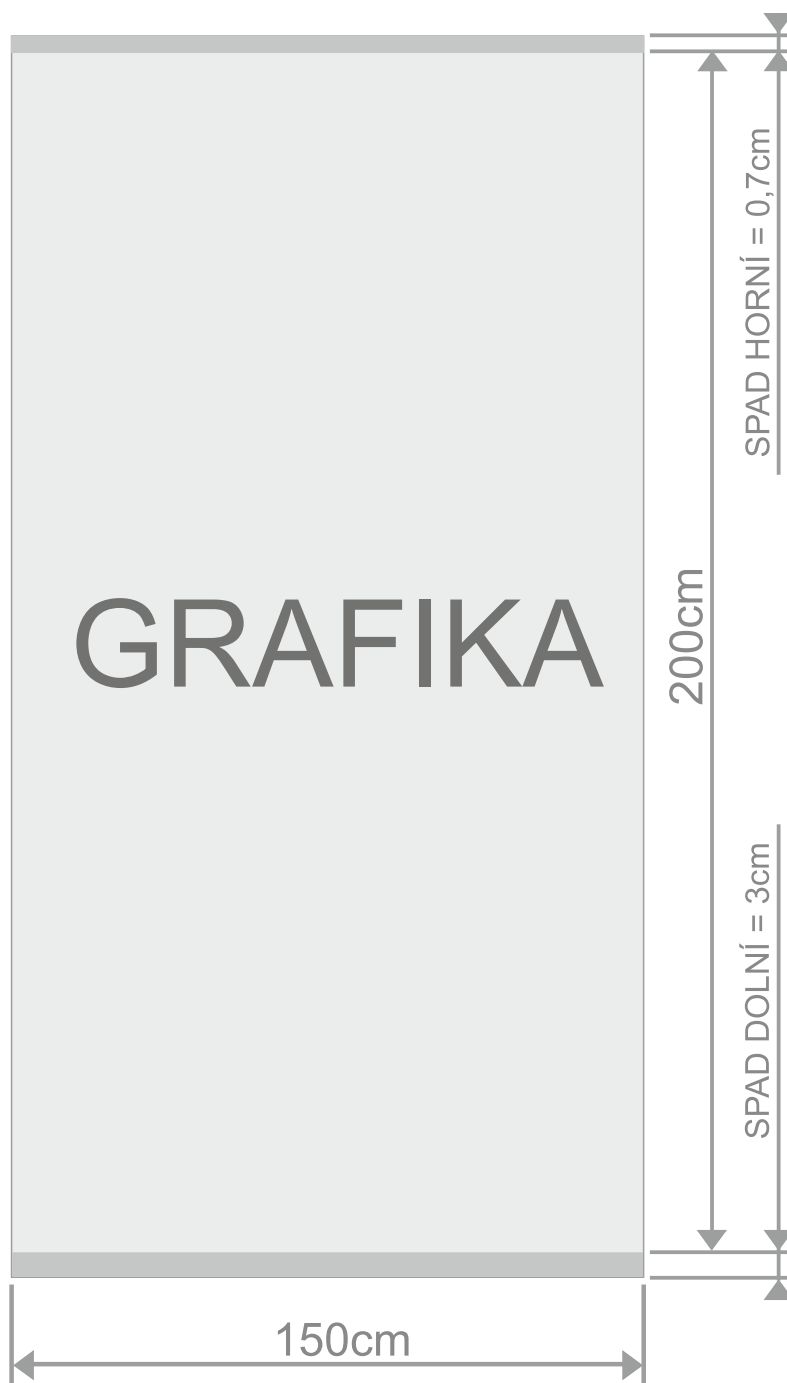 SPAD HORNÍ = 0,7cm
GRAFIKA
200cm
SPAD DOLNÍ = 3cm
150cm